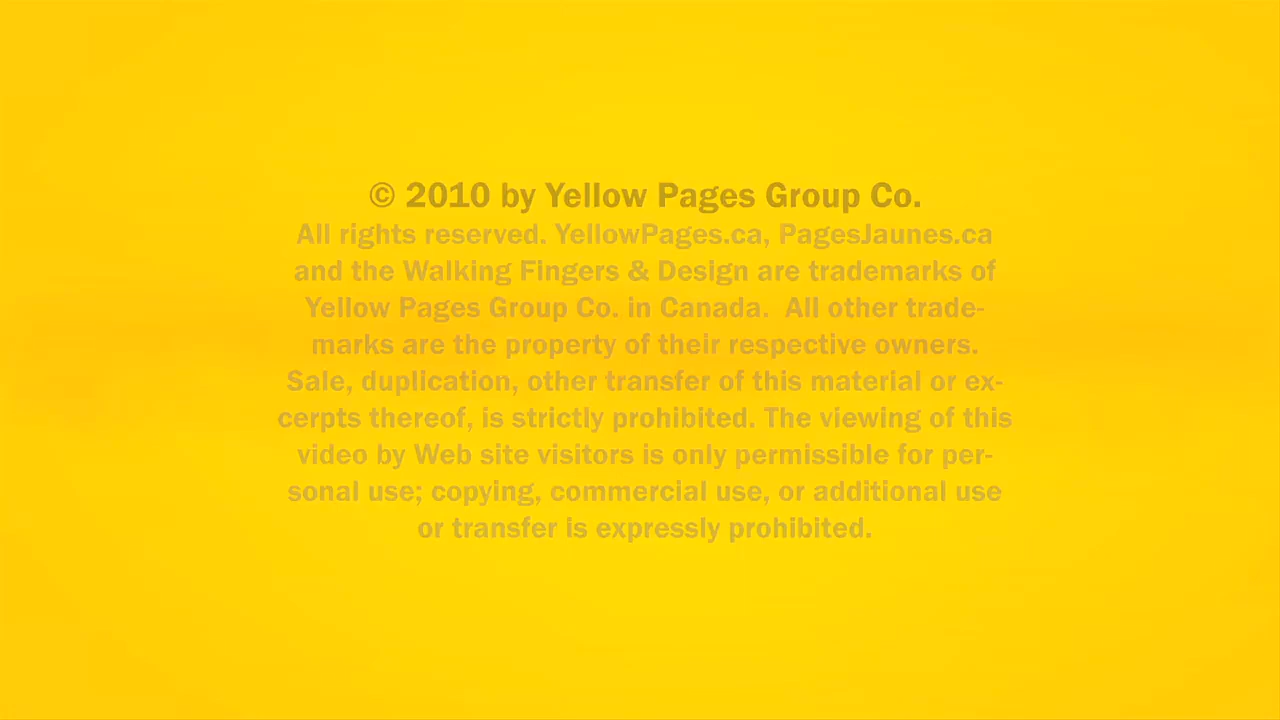 © 2010 by Yellow Pages Group Co.
All rights reserved. YellowPages.ca, PagesJaunes.ca
and the Walking Fingers & Design are trademarks of
Yellow Pages Group Co. in Canada.  All other trade-
marks are the property of their respective owners.
Sale, duplication, other transfer of this material or ex-
cerpts thereof, is strictly prohibited. The viewing of this
video by Web site visitors is only permissible for per-
sonal use; copying, commercial use, or additional use
or transfer is expressly prohibited.